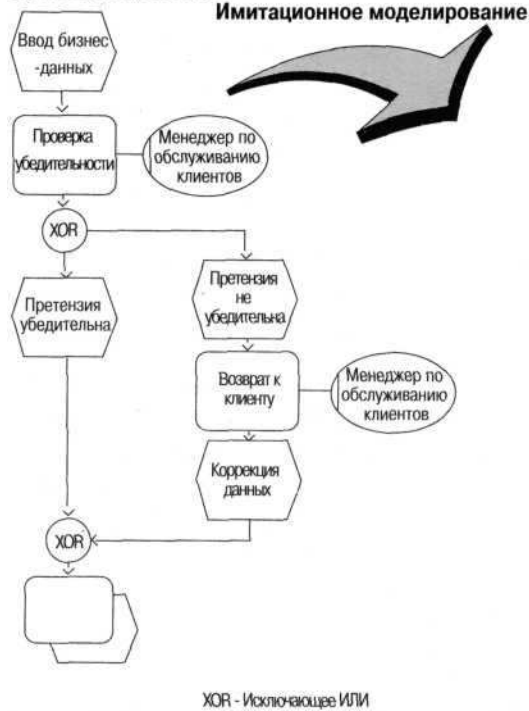 Имитационное моделирование
Ввод бизнес
-данных
Проверка
убедительности
Менеджер по
обслуживанию
клиентов
XOR
Претензия
убедительна
Претензия
не
убедительна
Возврат к
клиенту
Менеджер по
обслуживанию
клиентов
Коррекция
данных
XOR
XOR - Исключающее ИЛИ